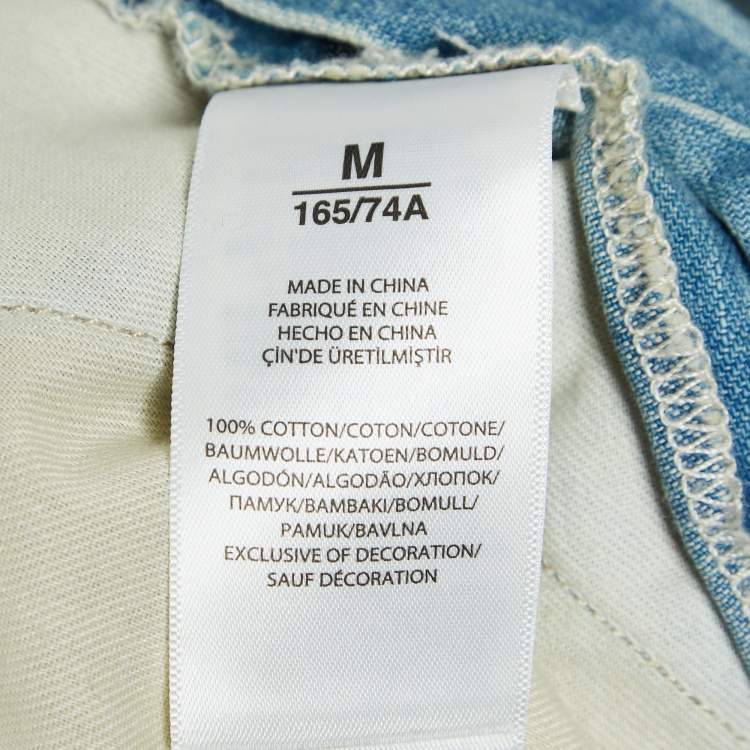 M
165/74A
MADE IN CHINA
FABRIQUÉ EN CHINE
HECHO EN CHINA
ÇİN'DE ÜRETİLMİŞTİR
100% COTTON/COTON/COTONE/
BAUMWOLLE/KATOEN/BOMULD/
ALGODÓN/ALGODÃO/ХЛОПОК/
ПАМУК/BAMBAKI/BOMULL/
PAMUK/BAVLNA
EXCLUSIVE OF DECORATION/
SAUF DÉCORATION